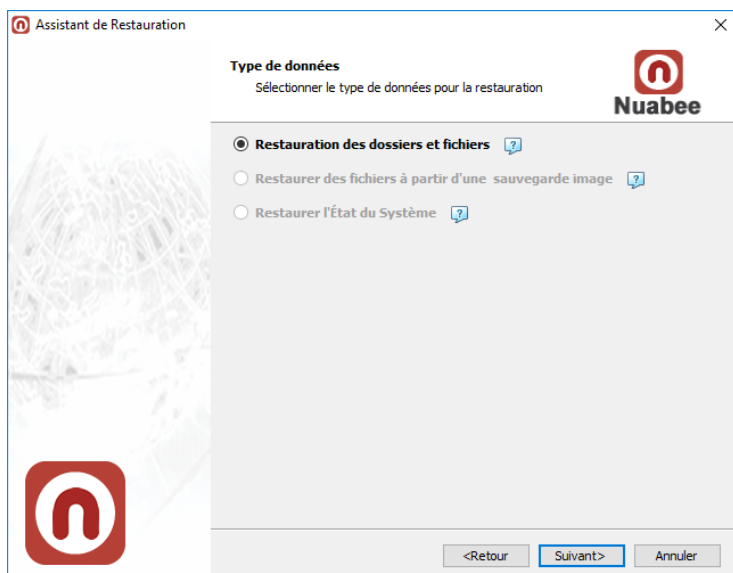 Assistant de Restauration
Type de données
Sélectionner le type de données pour la restauration
Nuabee
Restauration des dossiers et fichiers
Restaurer des fichiers à partir d'une sauvegarde image
Restaurer l'État du Système
<Retour
Suivant>
Annuler